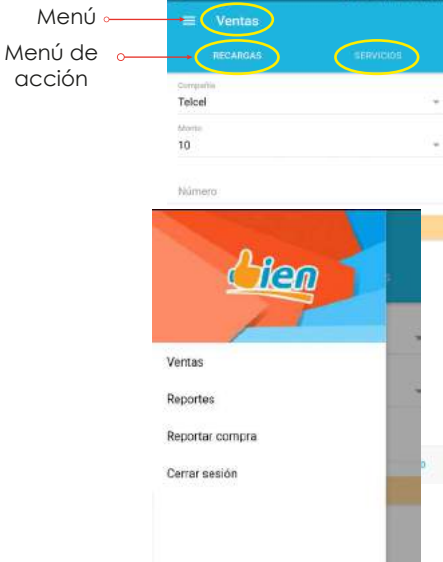 Menú
Ventas
Menú de
acción
RECARGAS
SERVICIOS
Compañía
Telcel
Monto
10
Número
bien
Ventas
Reportes
Reportar compra
Cerrar sesión